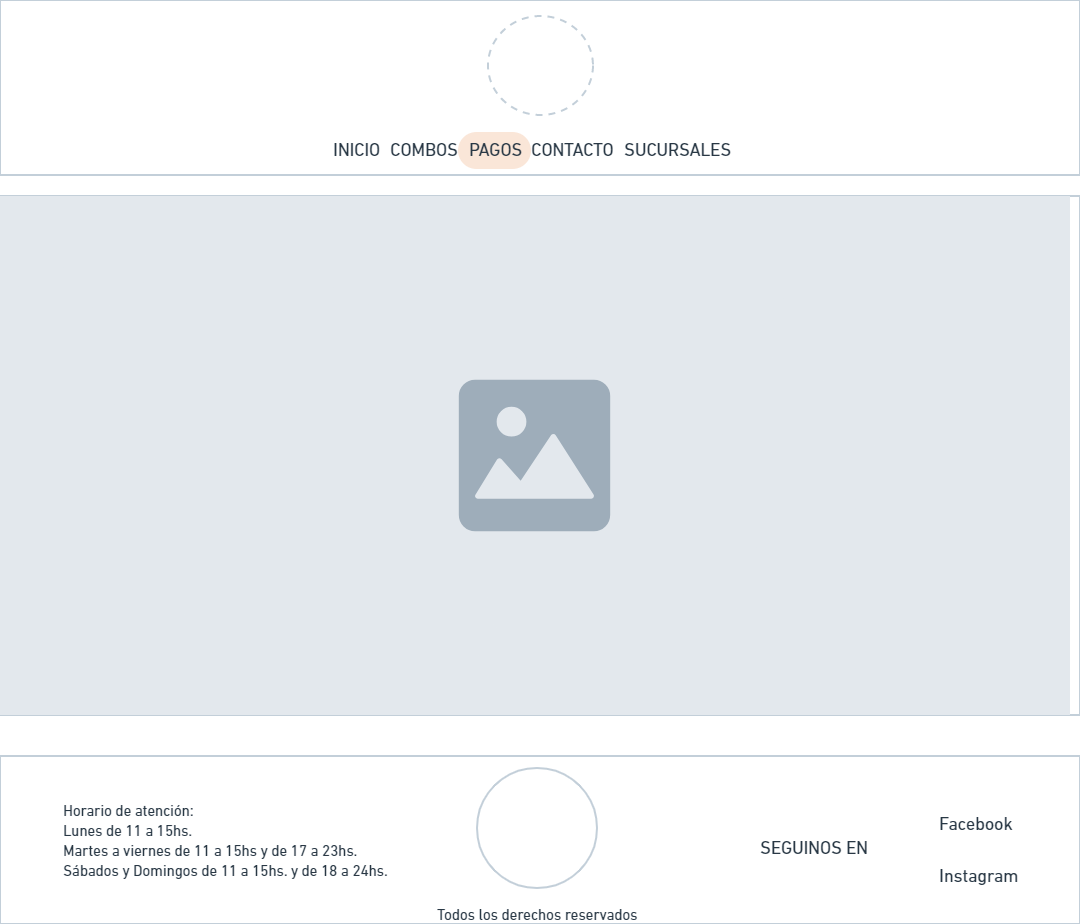 INICIO COMBOS PAGOS CONTACTO SUCURSALES
Horario de atención:
Lunes de 11 a 15hs.
Martes a viernes de 11 a 15hs y de 17 a 23hs.
Sábados y Domingos de 11 a 15hs. y de 18 a 24hs.
Todos los derechos reservados
SEGUINOS EN
Facebook
Instagram